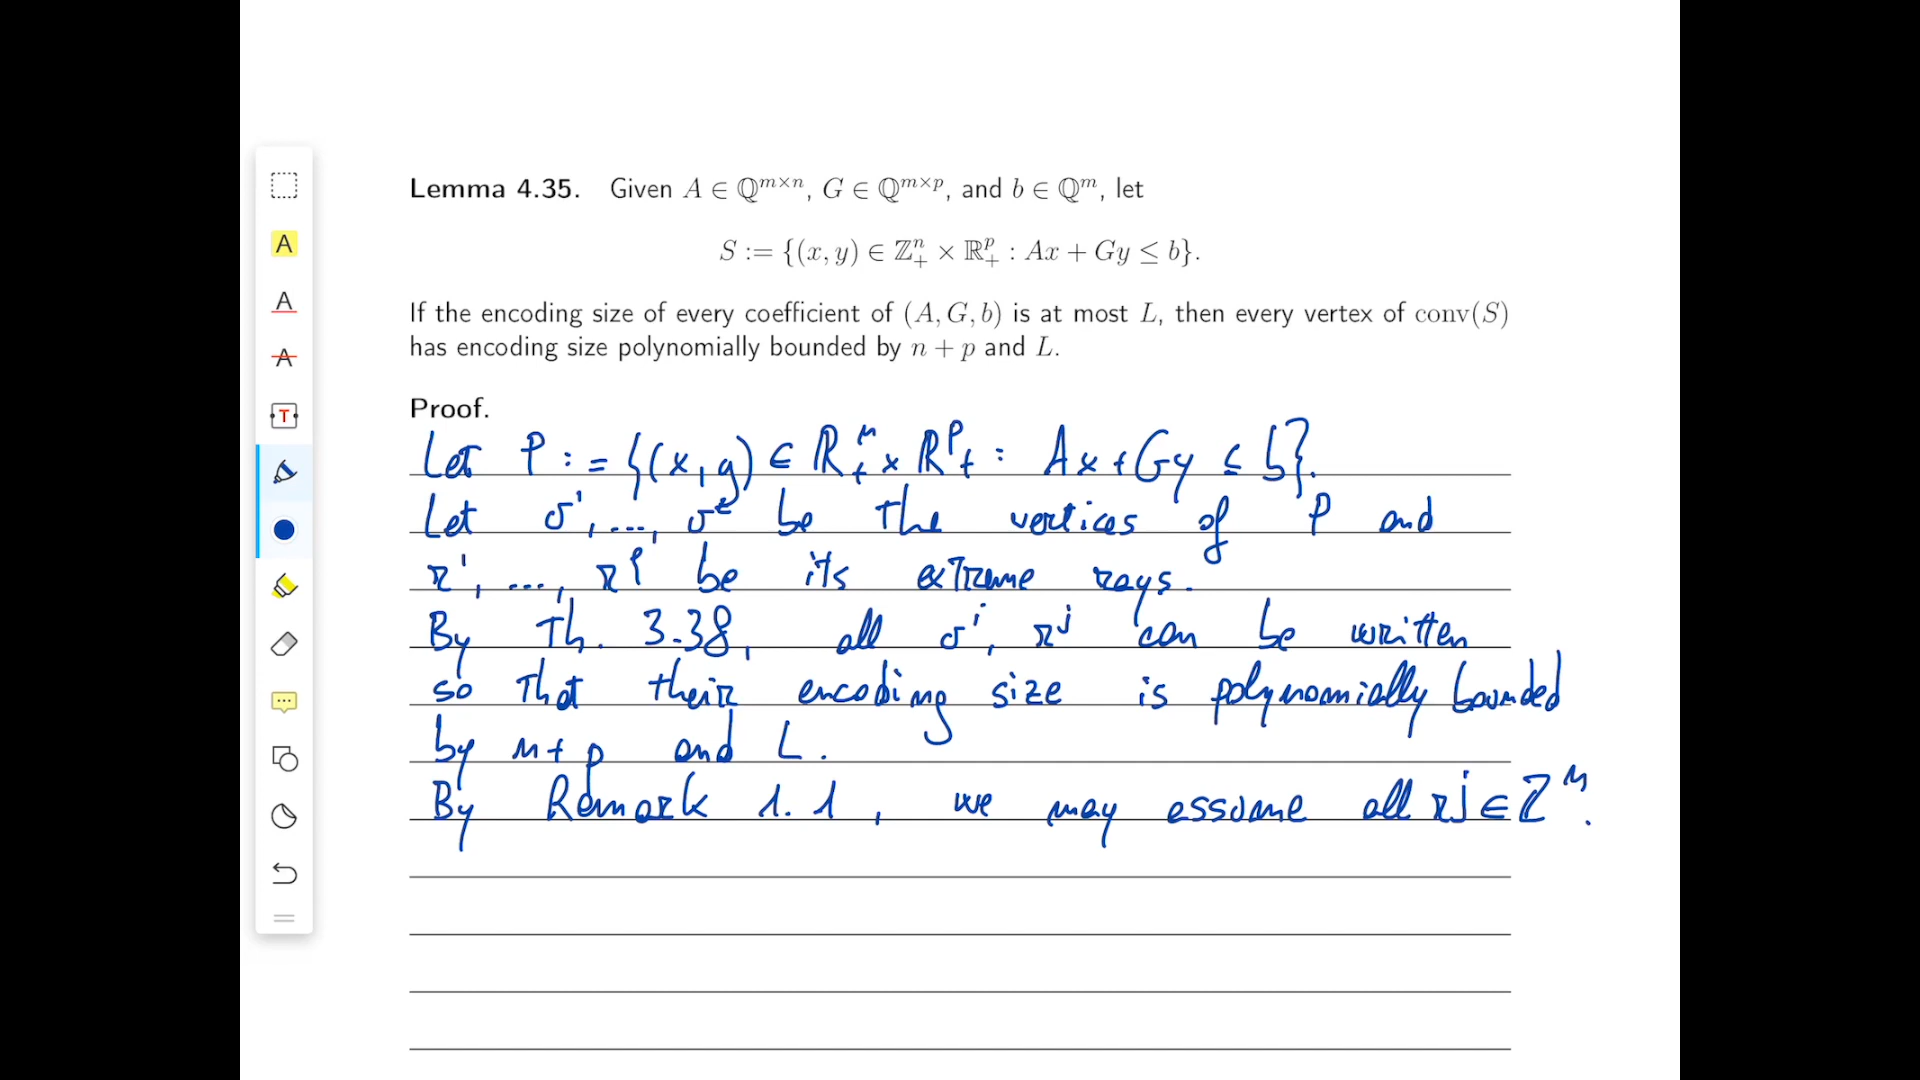 Lemma 4.35. Given A ∈ ℚ^{m×n}, G ∈ ℚ^{m×p}, and b ∈ ℚ^m, let
S := {(x, y) ∈ ℤ^n_+ × ℝ^p_+ : Ax + Gy ≤ b}.
If the encoding size of every coefficient of (A, G, b) is at most L, then every vertex of conv(S)
has encoding size polynomially bounded by n + p and L.
Proof.
Let P := {(x, y) ∈ ℝ^n_+ × ℝ^p_+ : Ax + Gy ≤ b}.
Let v^1, ..., v^t be the vertices of P and
r^1, ..., r^q be its extreme rays.
By Th. 3.38, all v^i, r^j can be written
so that their encoding size is polynomially bounded
by n + p and L.
By Remark 1.1, we may assume all r^j ∈ ℤ^n.
A
A
A
T